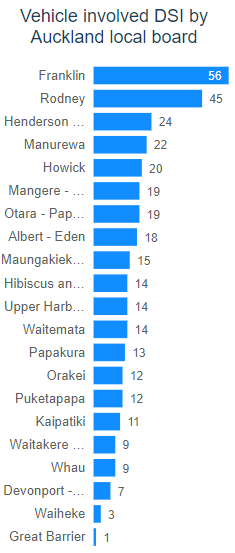 Vehicle involved DSI by
Auckland local board
Franklin 56
Rodney 45
Henderson ... 24
Manurewa 22
Howick 20
Mangere - ... 19
Otara - Pap... 19
Albert - Eden 18
Maungakiek... 15
Hibiscus an... 14
Upper Harb... 14
Waitemata 14
Papakura 13
Orakei 12
Puketapapa 12
Kaipatiki 11
Waitakere ... 9
Whau 9
Devonport -... 7
Waiheke 3
Great Barrier 1